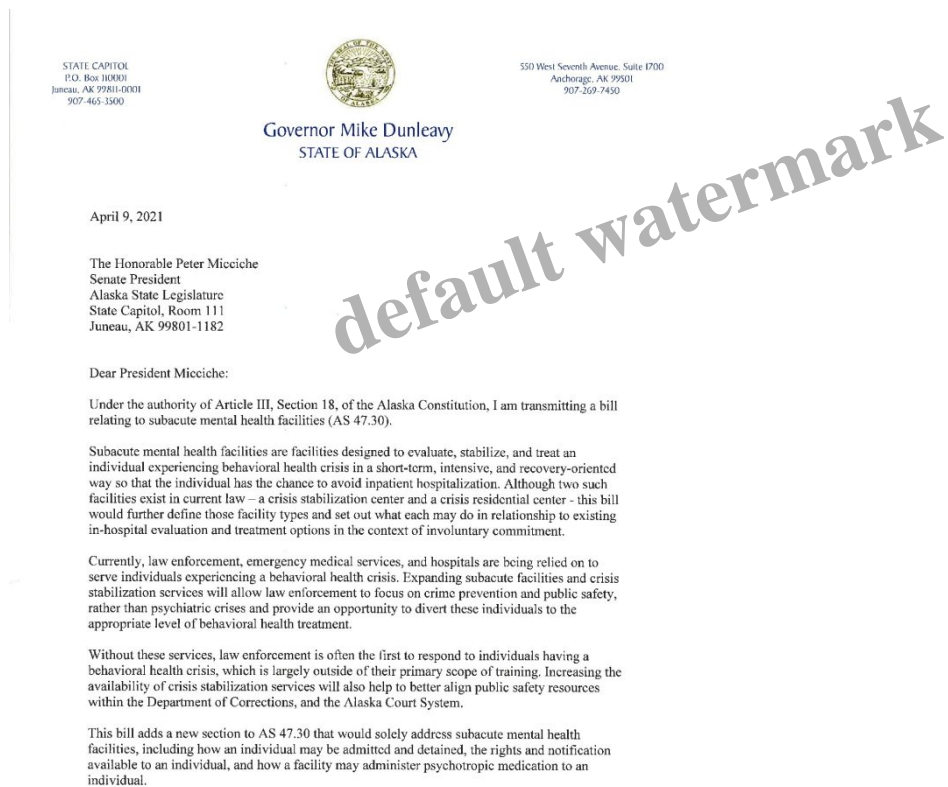 STATE CAPITOL
P.O. Box 110001
Juneau, AK 99811-0001
907-465-3500
550 West Seventh Avenue, Suite 1700
Anchorage, AK 99501
907-269-7450
Governor Mike Dunleavy
STATE OF ALASKA
default watermark
April 9, 2021
The Honorable Peter Micciche
Senate President
Alaska State Legislature
State Capitol, Room 111
Juneau, AK 99801-1182
Dear President Micciche:
Under the authority of Article III, Section 18, of the Alaska Constitution, I am transmitting a bill
relating to subacute mental health facilities (AS 47.30).
Subacute mental health facilities are facilities designed to evaluate, stabilize, and treat an
individual experiencing behavioral health crisis in a short-term, intensive, and recovery-oriented
way so that the individual has the chance to avoid inpatient hospitalization. Although two such
facilities exist in current law – a crisis stabilization center and a crisis residential center - this bill
would further define those facility types and set out what each may do in relationship to existing
in-hospital evaluation and treatment options in the context of involuntary commitment.
Currently, law enforcement, emergency medical services, and hospitals are being relied on to
serve individuals experiencing a behavioral health crisis. Expanding subacute facilities and crisis
stabilization services will allow law enforcement to focus on crime prevention and public safety,
rather than psychiatric crises and provide an opportunity to divert these individuals to the
appropriate level of behavioral health treatment.
Without these services, law enforcement is often the first to respond to individuals having a
behavioral health crisis, which is largely outside of their primary scope of training. Increasing the
availability of crisis stabilization services will also help to better align public safety resources
within the Department of Corrections, and the Alaska Court System.
This bill adds a new section to AS 47.30 that would solely address subacute mental health
facilities, including how an individual may be admitted and detained, the rights and notification
available to an individual, and how a facility may administer psychotropic medication to an
individual.